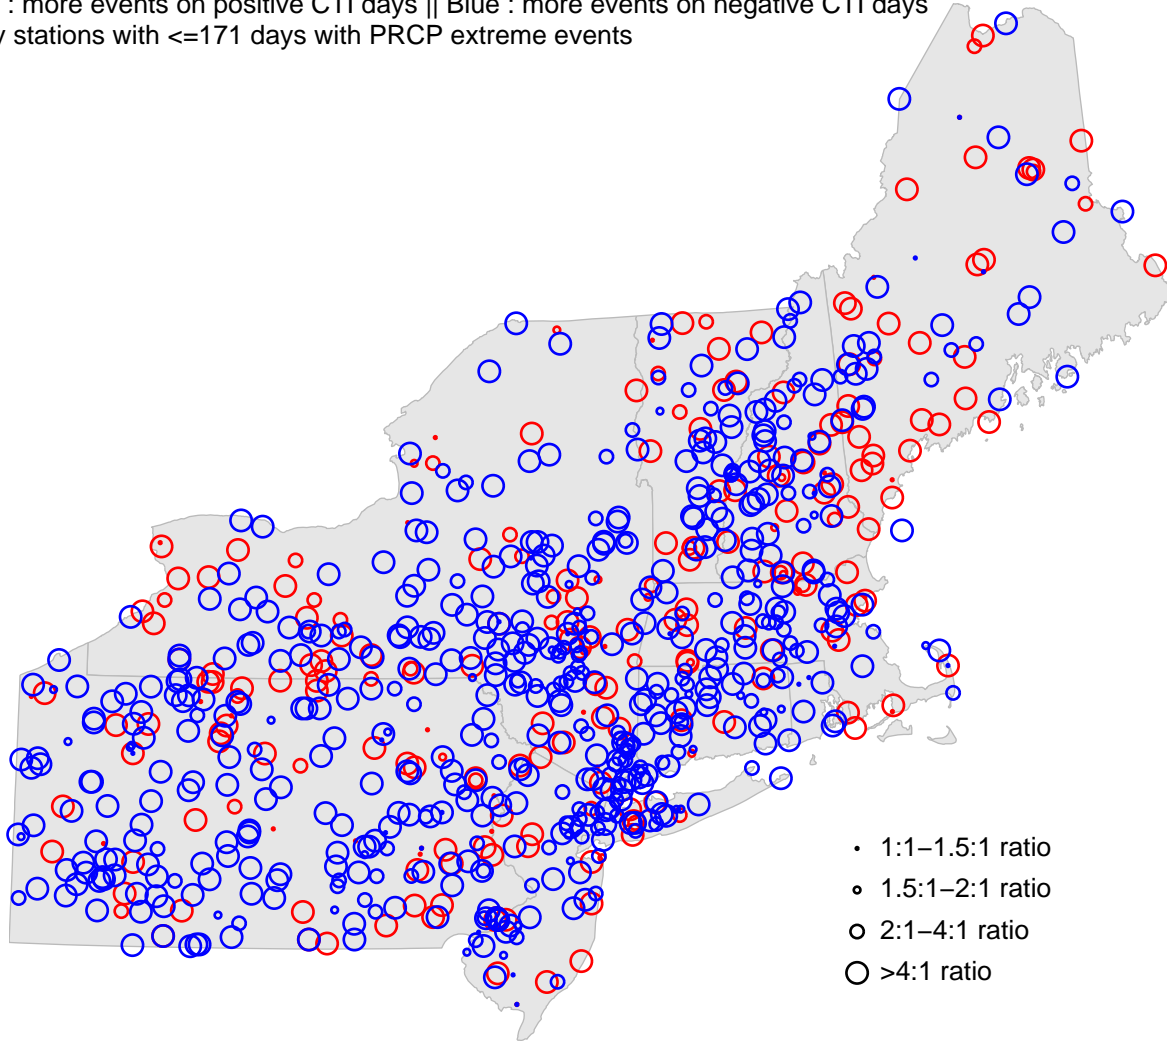 : more events on positive CTI days || Blue : more events on negative CTI days
stations with <=171 days with PRCP extreme events
1:1–1.5:1 ratio
1.5:1–2:1 ratio
2:1–4:1 ratio
>4:1 ratio